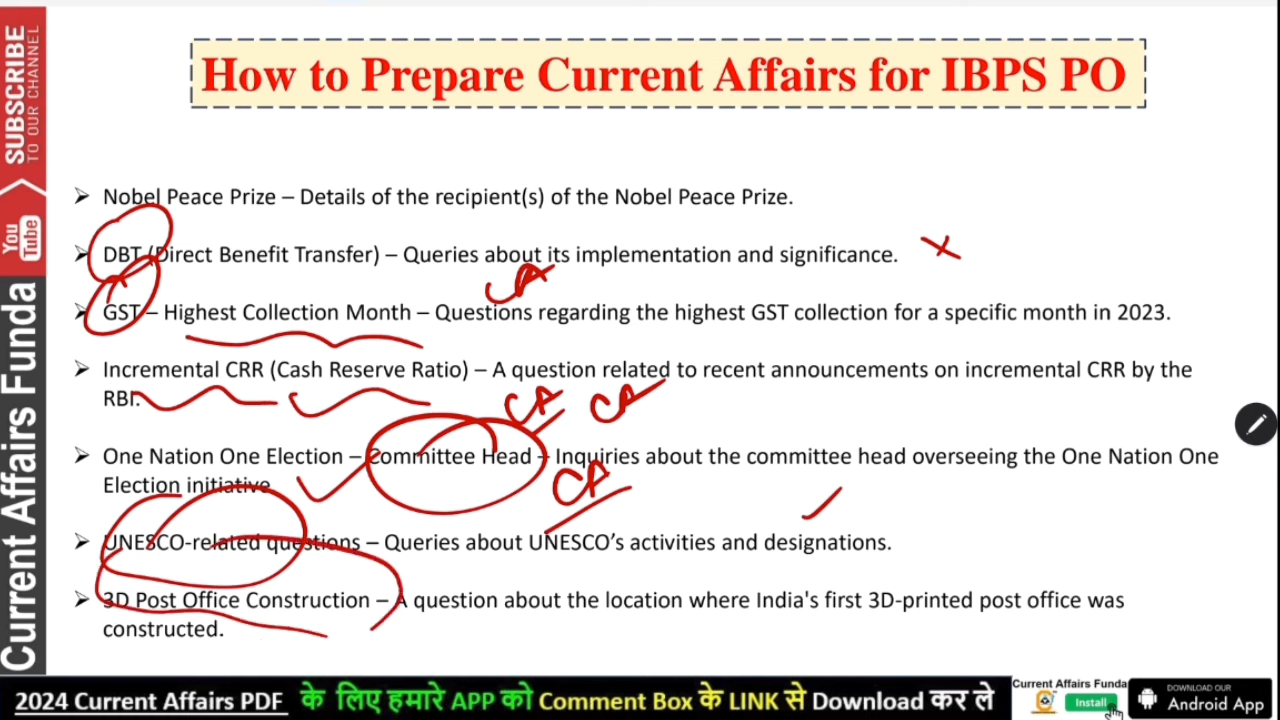 How to Prepare Current Affairs for IBPS PO
➢ Nobel Peace Prize – Details of the recipient(s) of the Nobel Peace Prize.
➢ DBT (Direct Benefit Transfer) – Queries about its implementation and significance.
CA
➢ GST – Highest Collection Month – Questions regarding the highest GST collection for a specific month in 2023.
➢ Incremental CRR (Cash Reserve Ratio) – A question related to recent announcements on incremental CRR by the
RBI.
CA CA
➢ One Nation One Election – Committee Head – Inquiries about the committee head overseeing the One Nation One
Election initiative
CA
➢ UNESCO-related questions – Queries about UNESCO’s activities and designations.
➢ 3D Post Office Construction – A question about the location where India's first 3D-printed post office was
constructed.
SUBSCRIBE
TO OUR CHANNEL
You
Tube
Current Affairs Funda
2024 Current Affairs PDF के लिए हमारे APP को Comment Box के LINK से Download कर ले
Current Affairs Funda
Install
DOWNLOAD OUR
Android App